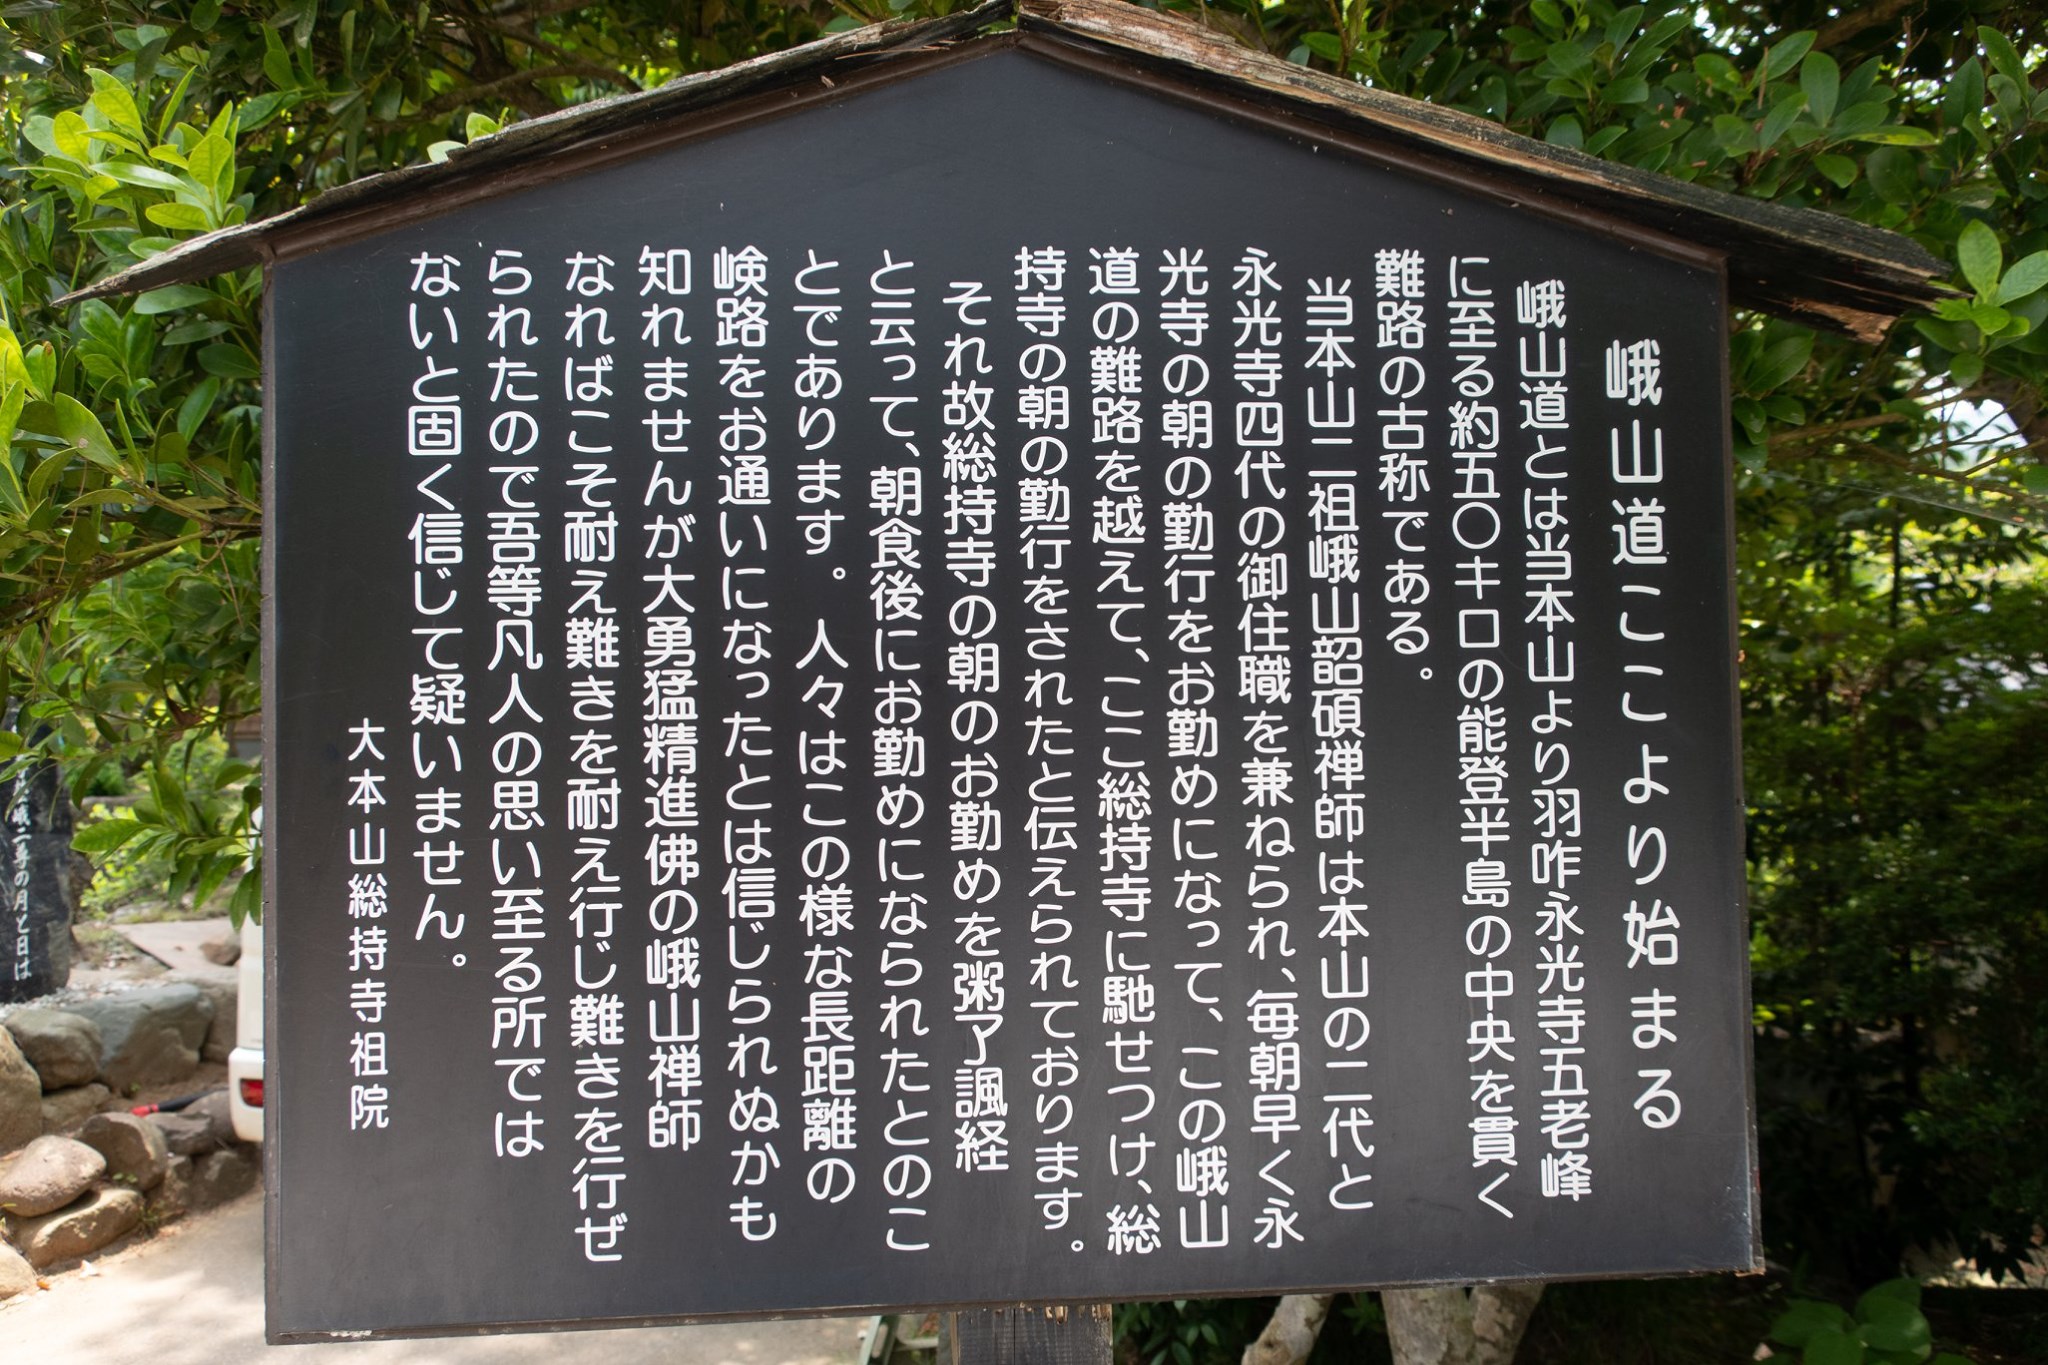 峨山道ここより始まる
峨山道とは当本山より羽咋永光寺五老峰
に至る約五〇キロの能登半島の中央を貫く
難路の古称である。
当本山二祖峨山韶碩禅師は本山の二代と
永光寺四代の御住職を兼ねられ、毎朝早く永
光寺の朝の勤行をお勤めになって、この峨山
道の難路を越えて、ここ総持寺に馳せつけ、総
持寺の朝の勤行をされたと伝えられております。
それ故総持寺の朝のお勤めを粥了諷経
と云って、朝食後にお勤めになられたとのこ
とであります。人々はこの様な長距離の
険路をお通いになったとは信じられぬかも
知れませんが大勇猛精進佛の峨山禅師
なればこそ耐え難きを耐え行じ難きを行ぜ
られたので吾等凡人の思い至る所では
ないと固く信じて疑いません。
大本山総持寺祖院
峨二尊の月と日は